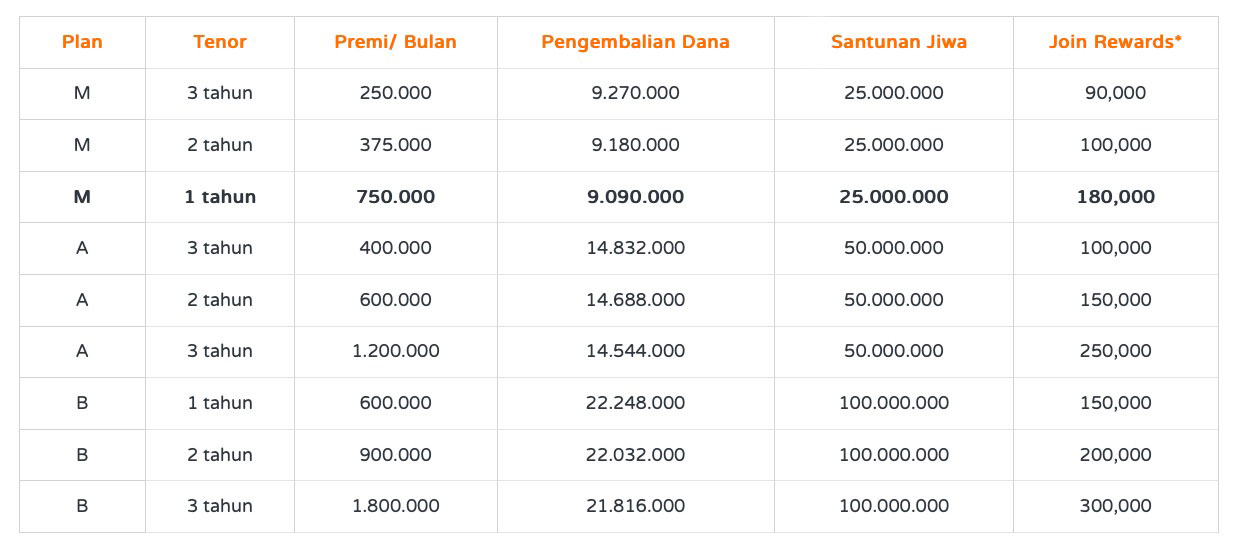 Plan Tenor Premi/ Bulan Pengembalian Dana Santunan Jiwa Join Rewards*
M 3 tahun 250.000 9.270.000 25.000.000 90,000
M 2 tahun 375.000 9.180.000 25.000.000 100,000
M 1 tahun 750.000 9.090.000 25.000.000 180,000
A 3 tahun 400.000 14.832.000 50.000.000 100,000
A 2 tahun 600.000 14.688.000 50.000.000 150,000
A 3 tahun 1.200.000 14.544.000 50.000.000 250,000
B 1 tahun 600.000 22.248.000 100.000.000 150,000
B 2 tahun 900.000 22.032.000 100.000.000 200,000
B 3 tahun 1.800.000 21.816.000 100.000.000 300,000